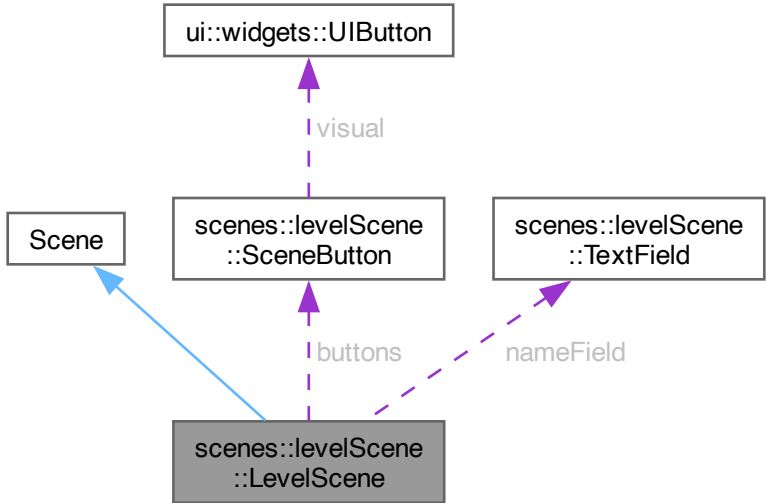 ui::widgets::UIButton
visual
Scene
scenes::levelScene
::SceneButton
scenes::levelScene
::TextField
buttons
nameField
scenes::levelScene
::LevelScene